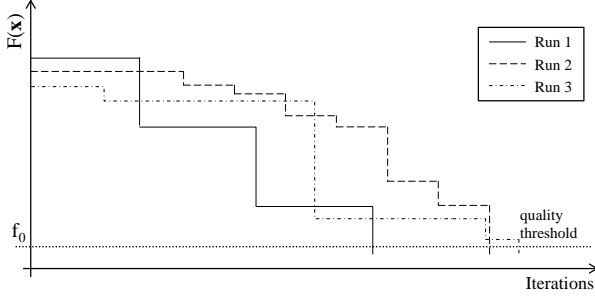 F(x)
Run 1
Run 2
Run 3
f0
quality
threshold
Iterations